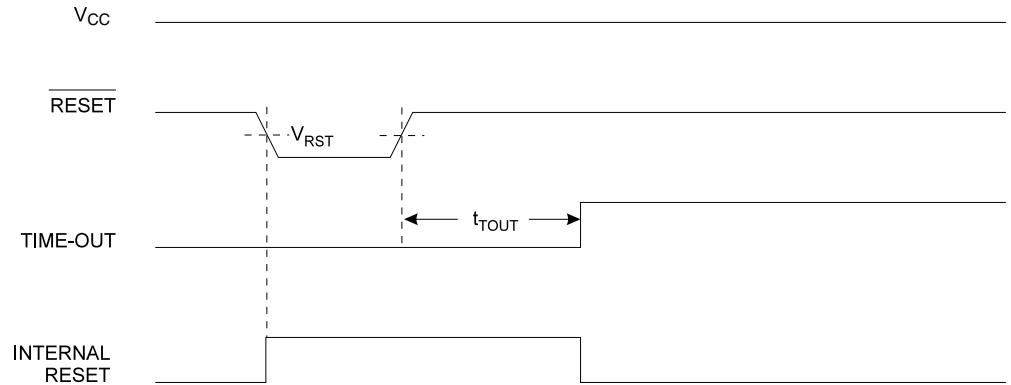 VCC
RESET
VRST
tTOUT
TIME-OUT
INTERNAL
RESET